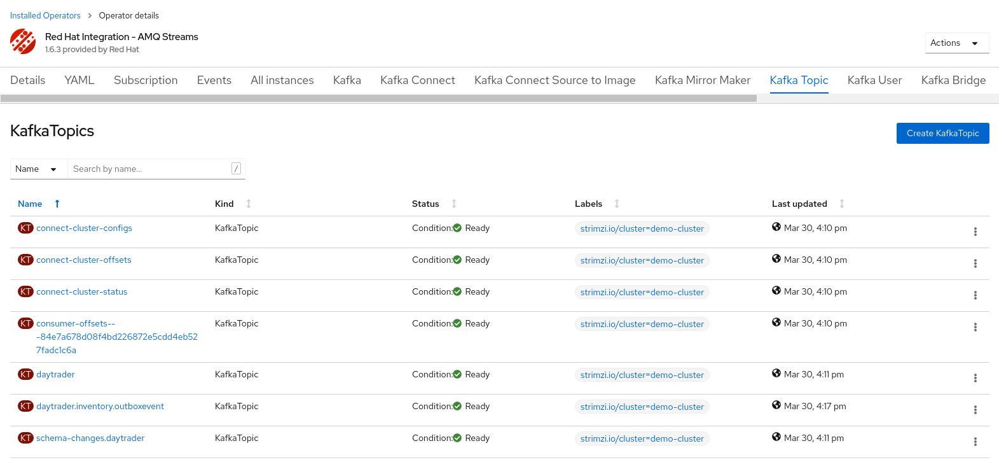 Installed Operators > Operator details
Red Hat Integration - AMQ Streams
1.6.3 provided by Red Hat
Actions
Details YAML Subscription Events All instances Kafka Kafka Connect Kafka Connect Source to Image Kafka Mirror Maker Kafka Topic Kafka User Kafka Bridge
KafkaTopics
Create KafkaTopic
Name Search by name... /
Name Kind Status Labels Last updated
KT connect-cluster-configs KafkaTopic Condition: Ready strimzi.io/cluster=demo-cluster Mar 30, 4:10 pm
KT connect-cluster-offsets KafkaTopic Condition: Ready strimzi.io/cluster=demo-cluster Mar 30, 4:10 pm
KT connect-cluster-status KafkaTopic Condition: Ready strimzi.io/cluster=demo-cluster Mar 30, 4:10 pm
KT consumer-offsets-- KafkaTopic Condition: Ready strimzi.io/cluster=demo-cluster Mar 30, 4:10 pm
-84e7a678d08f4bd226872e5cdd4eb52
7fadc1c6a
KT daytrader KafkaTopic Condition: Ready strimzi.io/cluster=demo-cluster Mar 30, 4:11 pm
KT daytrader.inventory.outboxevent KafkaTopic Condition: Ready strimzi.io/cluster=demo-cluster Mar 30, 4:17 pm
KT schema-changes.daytrader KafkaTopic Condition: Ready strimzi.io/cluster=demo-cluster Mar 30, 4:11 pm